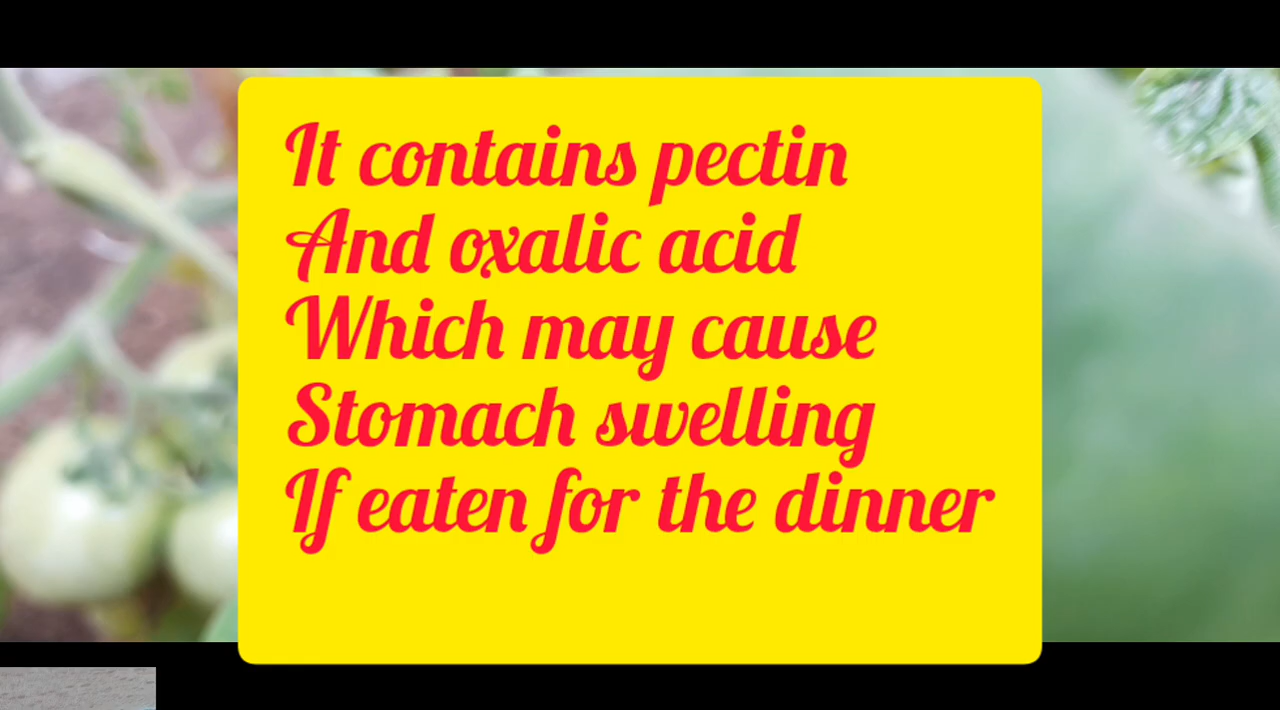 It contains pectin
And oxalic acid
Which may cause
Stomach swelling
If eaten for the dinner